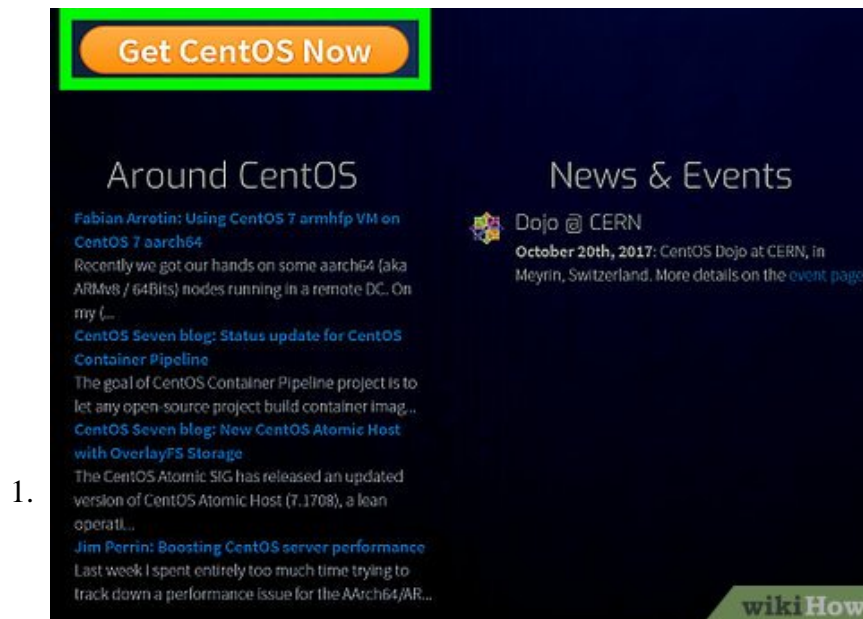 Get CentOS Now
Around CentOS
Fabian Arrotin: Using CentOS 7 armhfp VM on
CentOS 7 aarch64
Recently we got our hands on some aarch64 (aka
ARMv8 / 64Bits) nodes running in a remote DC. On
my (...
CentOS Seven blog: Status update for CentOS
Container Pipeline
The goal of CentOS Container Pipeline project is to
let any open-source project build container imag...
CentOS Seven blog: New CentOS Atomic Host
with OverlayFS Storage
The CentOS Atomic SIG has released an updated
version of CentOS Atomic Host (7.1708), a lean
operati...
Jim Perrin: Boosting CentOS server performance
Last week I spent entirely too much time trying to
track down a performance issue for the AArch64/AR...
News & Events
Dojo @ CERN
October 20th, 2017: CentOS Dojo at CERN, in
Meyrin, Switzerland. More details on the event page
1.
wikiHow